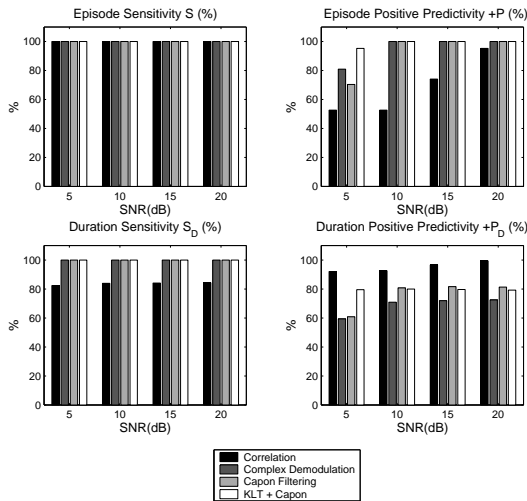 Episode Sensitivity S (%)
100
80
60
40
20
0
%
5 10 15 20
SNR(dB)
Episode Positive Predictivity +P (%)
100
80
60
40
20
0
%
5 10 15 20
SNR(dB)
Duration Sensitivity S_D (%)
100
80
60
40
20
0
%
5 10 15 20
SNR(dB)
Duration Positive Predictivity +P_D (%)
100
80
60
40
20
0
%
5 10 15 20
SNR(dB)
Correlation
Complex Demodulation
Capon Filtering
KLT + Capon